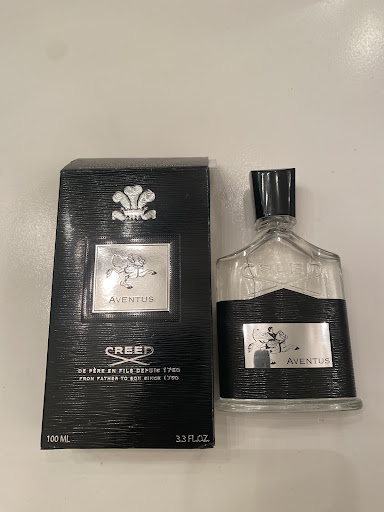 AVENTUS
CREED
DE PÈRE EN FILS DEPUIS 1760
FROM FATHER TO SON SINCE 1760
100 ML 3.3 FL.OZ.
CREED
AVENTUS